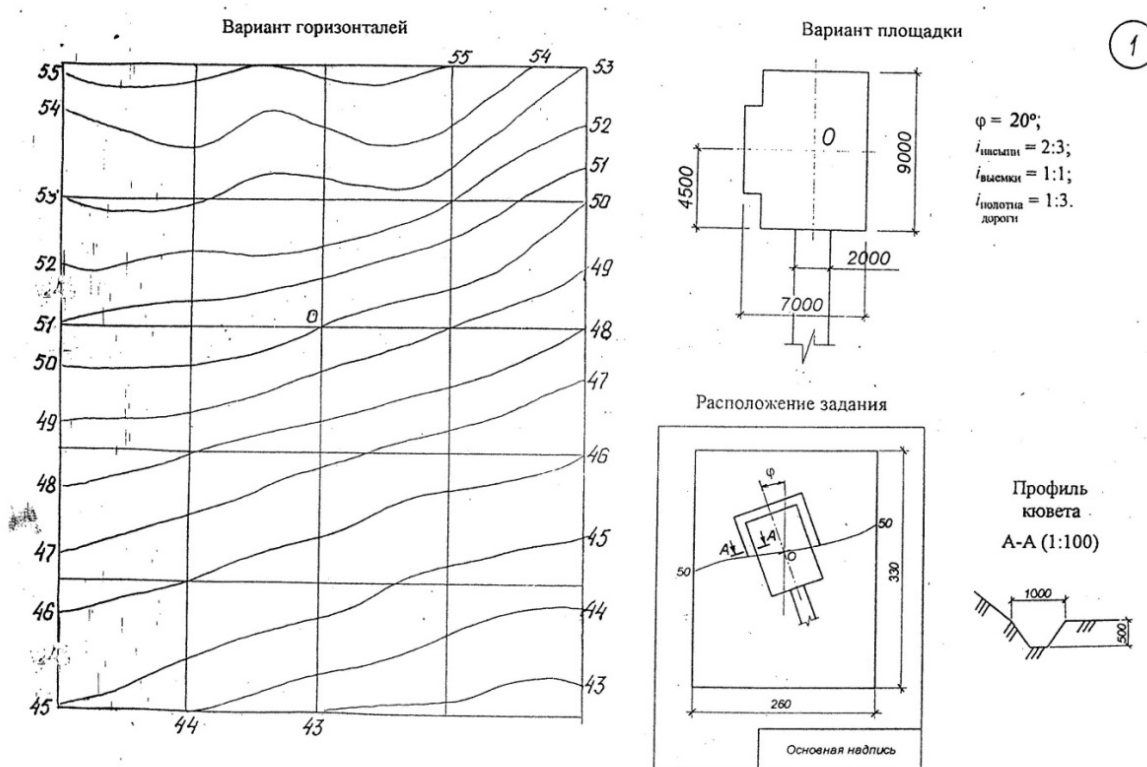 Вариант горизонталей
55
54
53
52
51
50
49
48
47
46
45
44
43
55
54
53
52
51
50
49
48
47
46
45
44
43
0
Вариант площадки
1
0
4500
9000
2000
7000
φ = 20°;
iнасыпи = 2:3;
iвыемки = 1:1;
iполотна = 1:3.
дороги
Расположение задания
φ
A
A
O
50
50
330
260
Основная надпись
Профиль
кювета
А-А (1:100)
1000
500